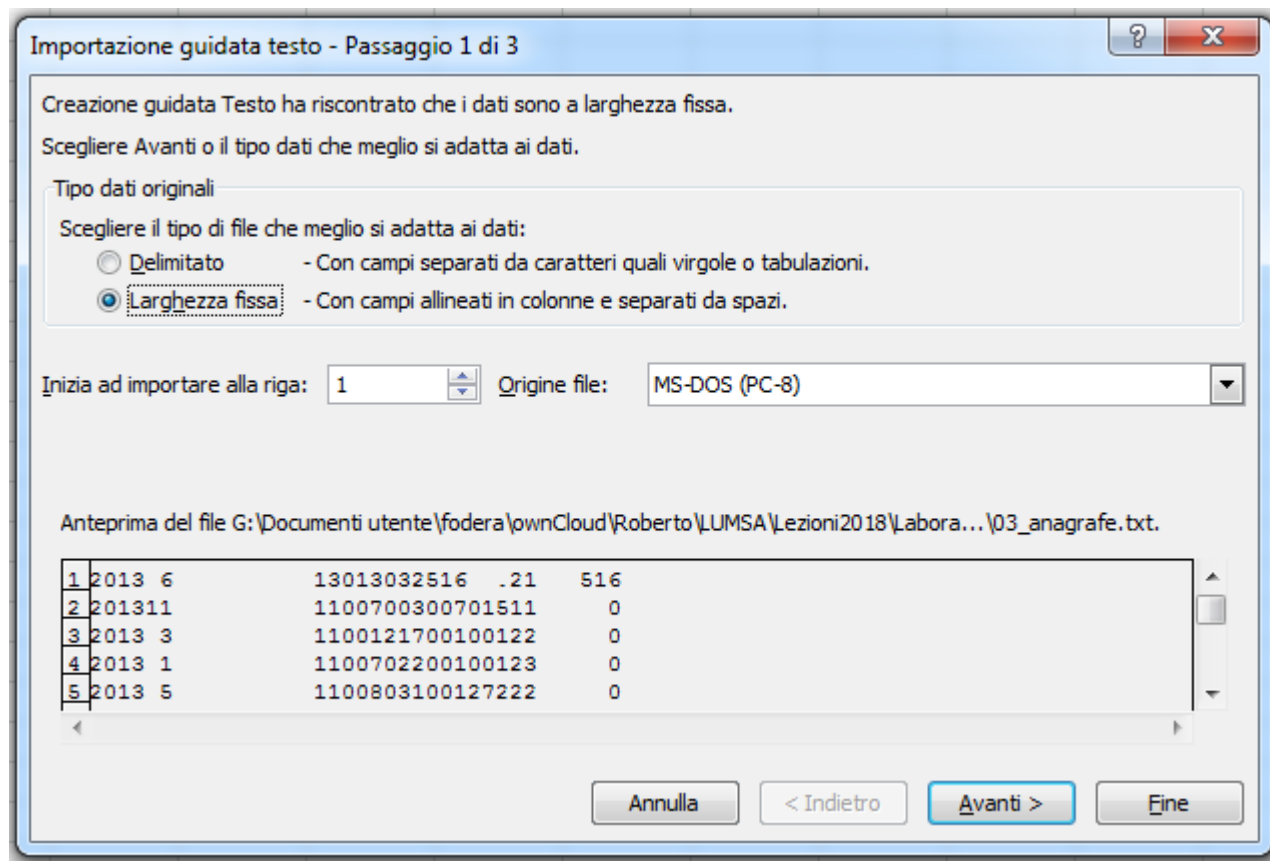 Importazione guidata testo - Passaggio 1 di 3
Creazione guidata Testo ha riscontrato che i dati sono a larghezza fissa.
Scegliere Avanti o il tipo dati che meglio si adatta ai dati.
Tipo dati originali
Scegliere il tipo di file che meglio si adatta ai dati:
Delimitato - Con campi separati da caratteri quali virgole o tabulazioni.
Larghezza fissa - Con campi allineati in colonne e separati da spazi.
Inizia ad importare alla riga: 1 Origine file: MS-DOS (PC-8)
Anteprima del file G:\Documenti utente\fodera\ownCloud\Roberto\LUMSA\Lezioni2018\Labora...\03_anagrafe.txt.
1 2013 6 13013032516 .21 516
2 201311 1100700300701511 0
3 2013 3 1100121700100122 0
4 2013 1 1100702200100123 0
5 2013 5 1100803100127222 0
Annulla < Indietro Avanti > Fine